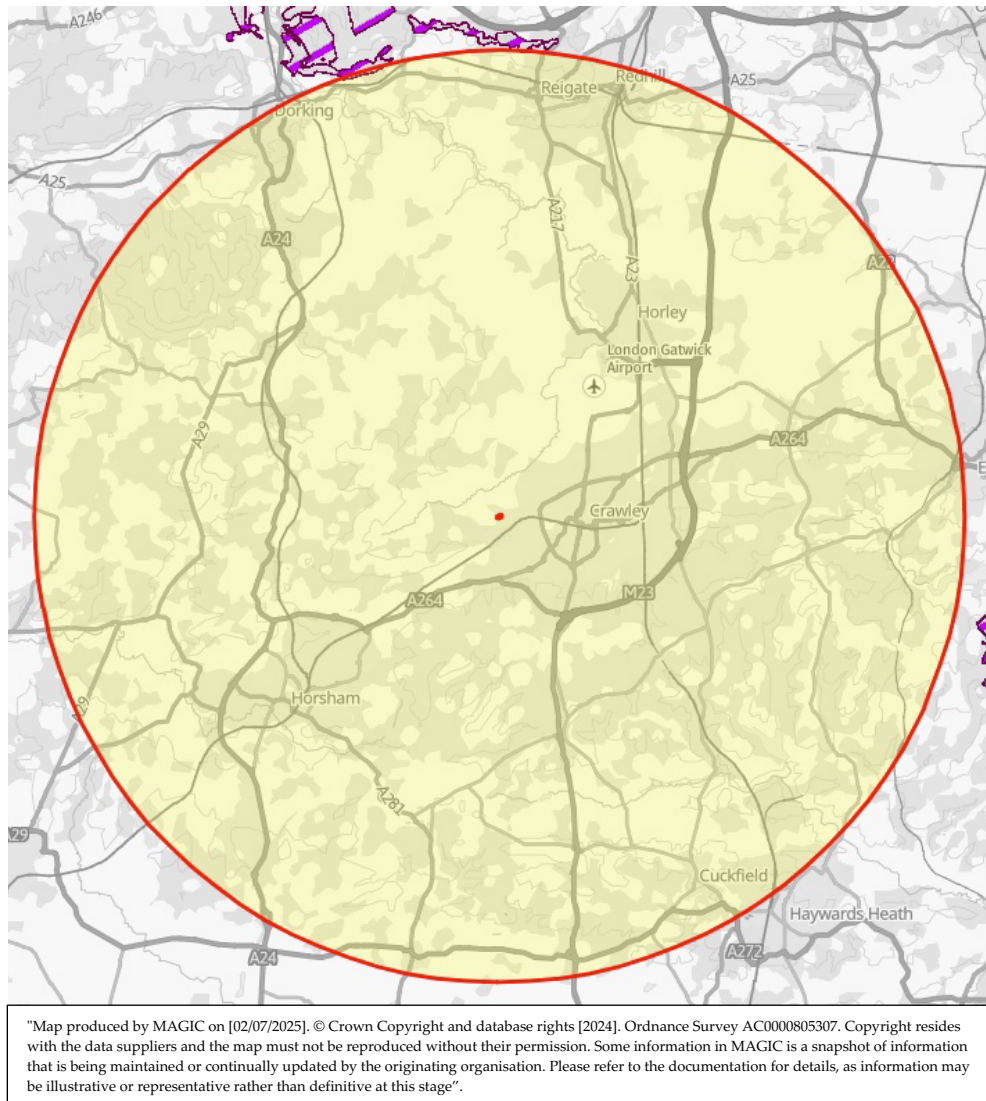 A246
A25
Redhill
Reigate
Dorking
A25
A24
A217
A23
A22
Horley
London Gatwick
Airport
A29
A264
E
Crawley
M23
A264
Horsham
A29
A281
29
Cuckfield
Haywards Heath
A272
A24
"Map produced by MAGIC on [02/07/2025]. © Crown Copyright and database rights [2024]. Ordnance Survey AC0000805307. Copyright resides
with the data suppliers and the map must not be reproduced without their permission. Some information in MAGIC is a snapshot of information
that is being maintained or continually updated by the originating organisation. Please refer to the documentation for details, as information may
be illustrative or representative rather than definitive at this stage”.